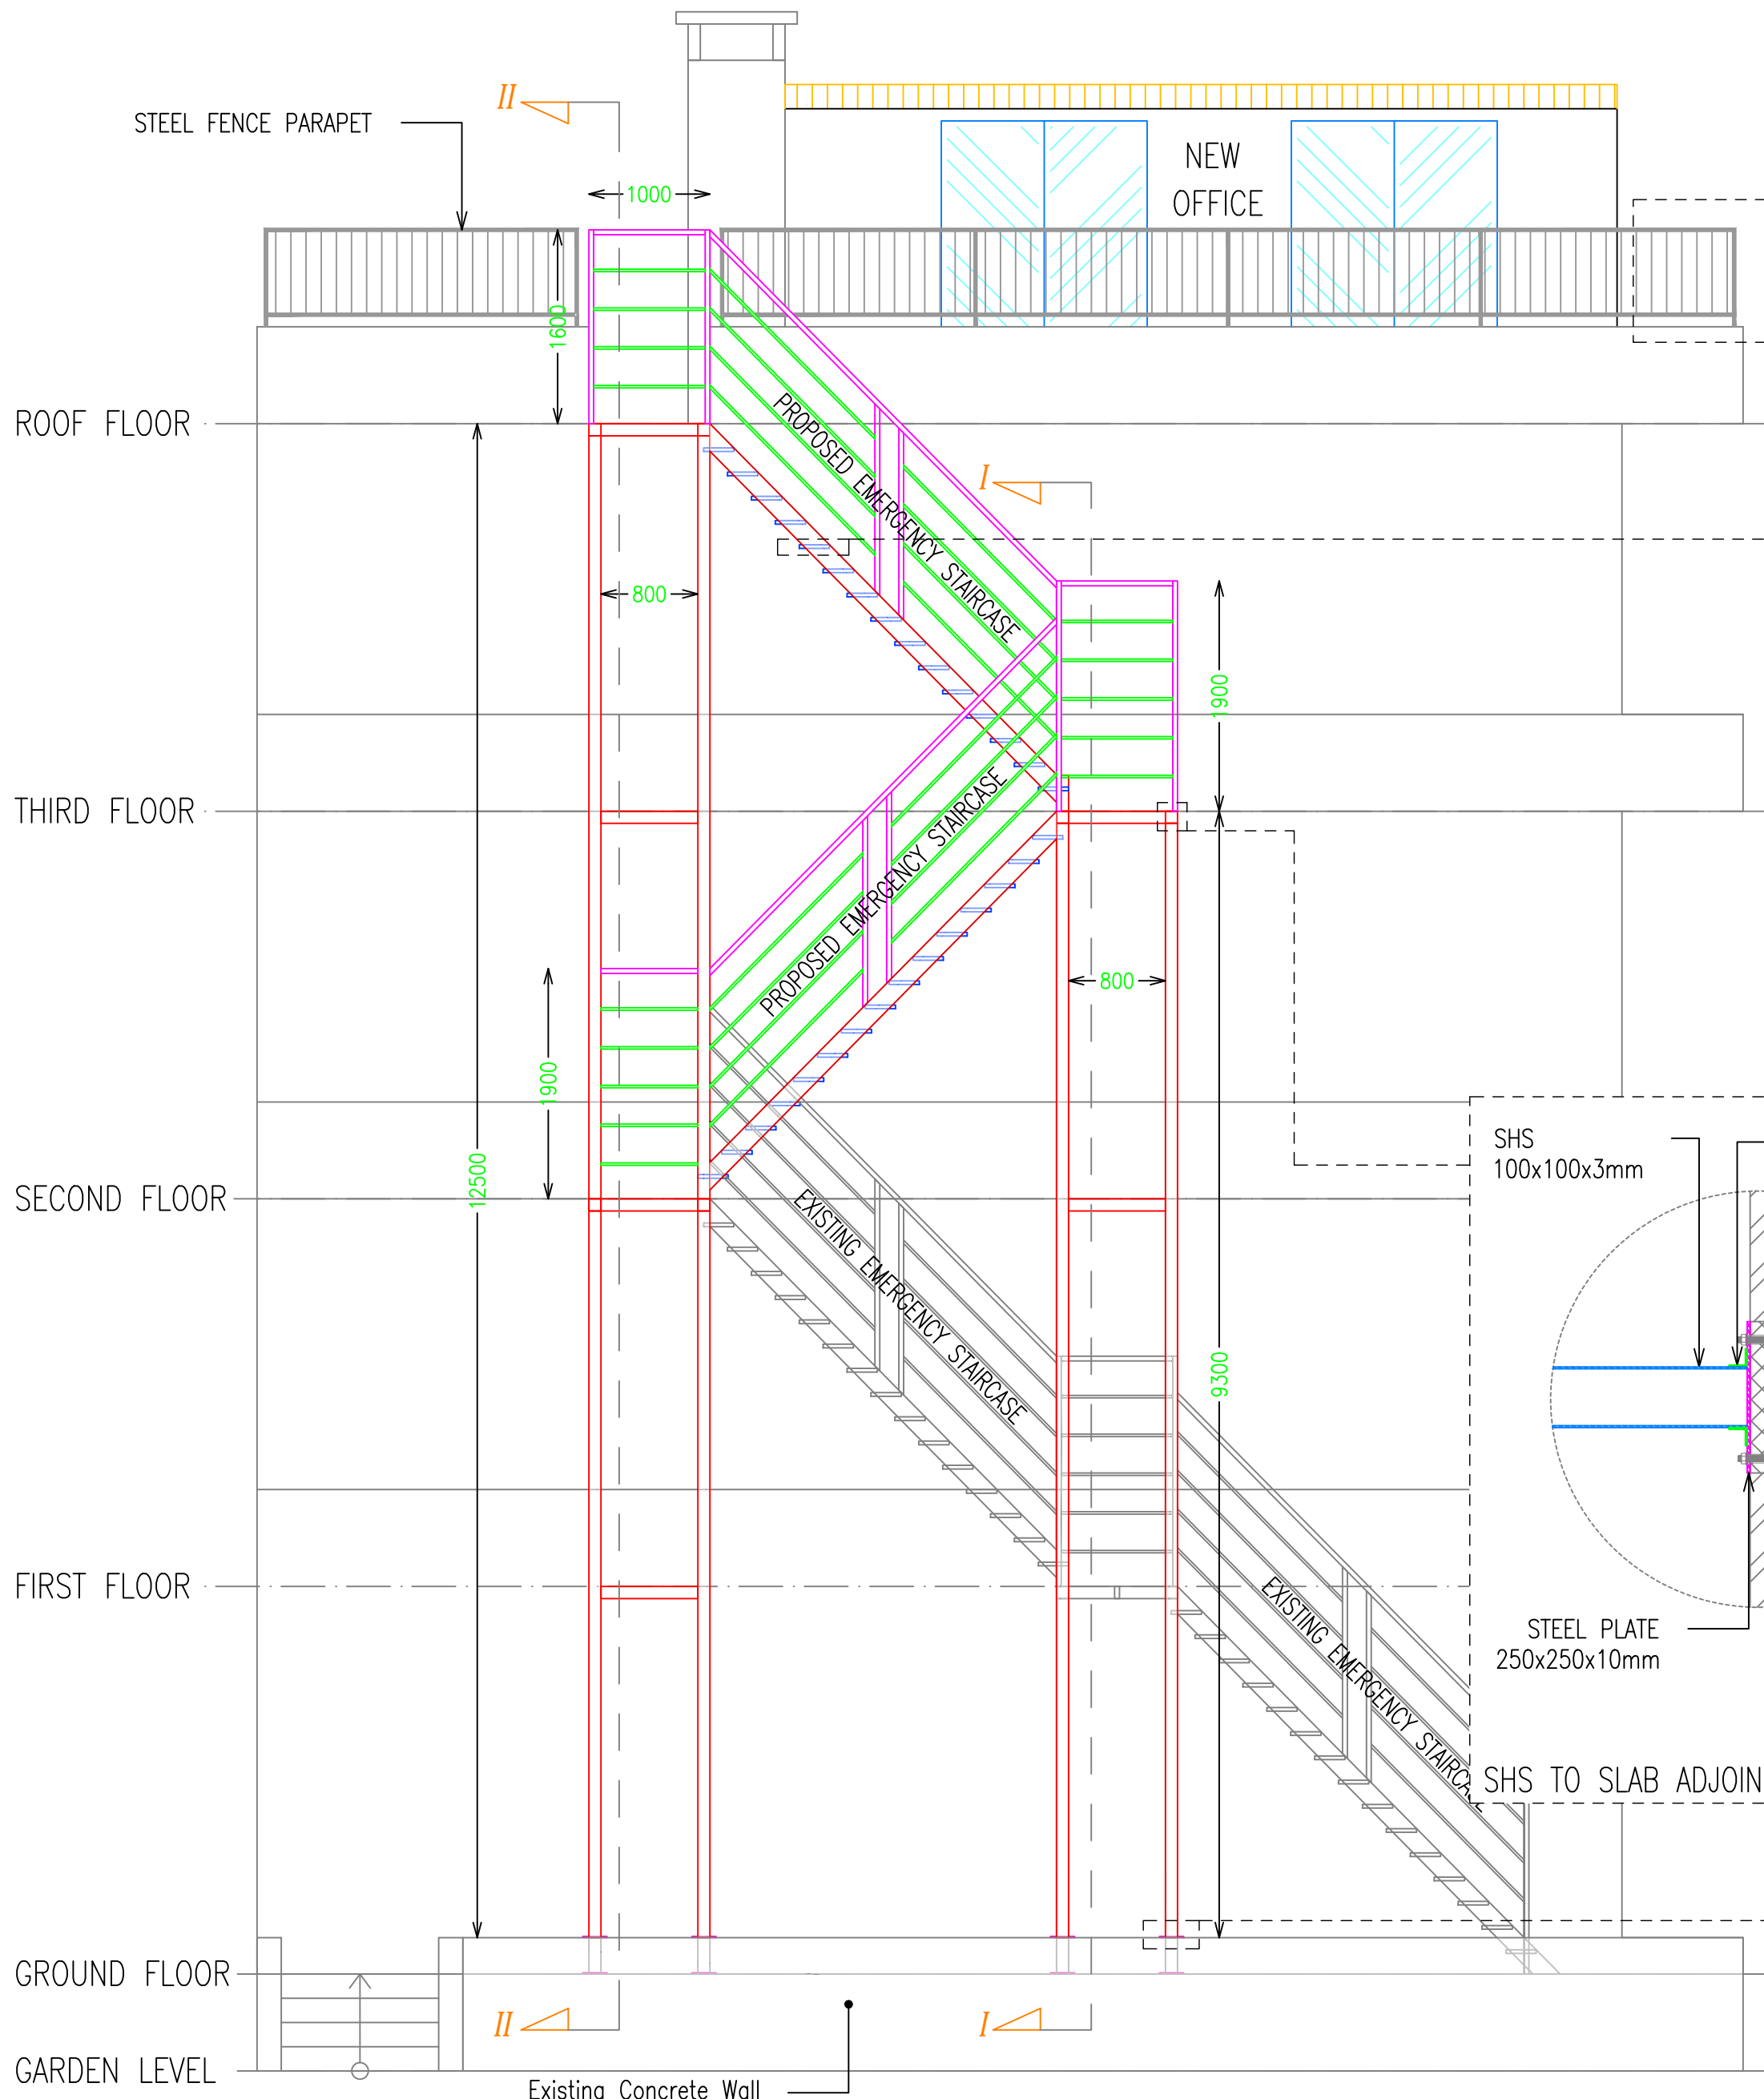 II
STEEL FENCE PARAPET
NEW
OFFICE
1000
1600
ROOF FLOOR
PROPOSED EMERGENCY STAIRCASE
I
800
1900
THIRD FLOOR
PROPOSED EMERGENCY STAIRCASE
800
1900
SHS
100x100x3mm
12500
SECOND FLOOR
EXISTING EMERGENCY STAIRCASE
9300
FIRST FLOOR
EXISTING EMERGENCY STAIRCASE
STEEL PLATE
250x250x10mm
SHS TO SLAB ADJOIN
GROUND FLOOR
II
I
GARDEN LEVEL
Existing Concrete Wall